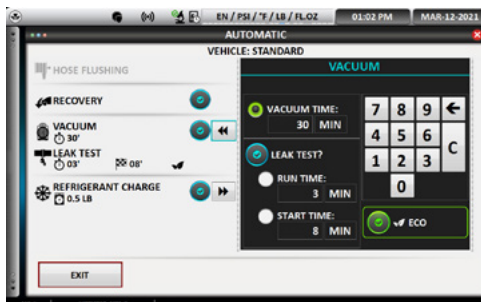 EN / PSI / °F / LB / FL.OZ 01:02 PM MAR-12-2021
AUTOMATIC
VEHICLE: STANDARD
HOSE FLUSHING
RECOVERY
VACUUM
30'
LEAK TEST
03' 08'
REFRIGERANT CHARGE
0.5 LB
EXIT
VACUUM
VACUUM TIME:
30 MIN
LEAK TEST?
RUN TIME:
3 MIN
START TIME:
8 MIN
7 8 9
4 5 6
C
1 2 3
0
ECO